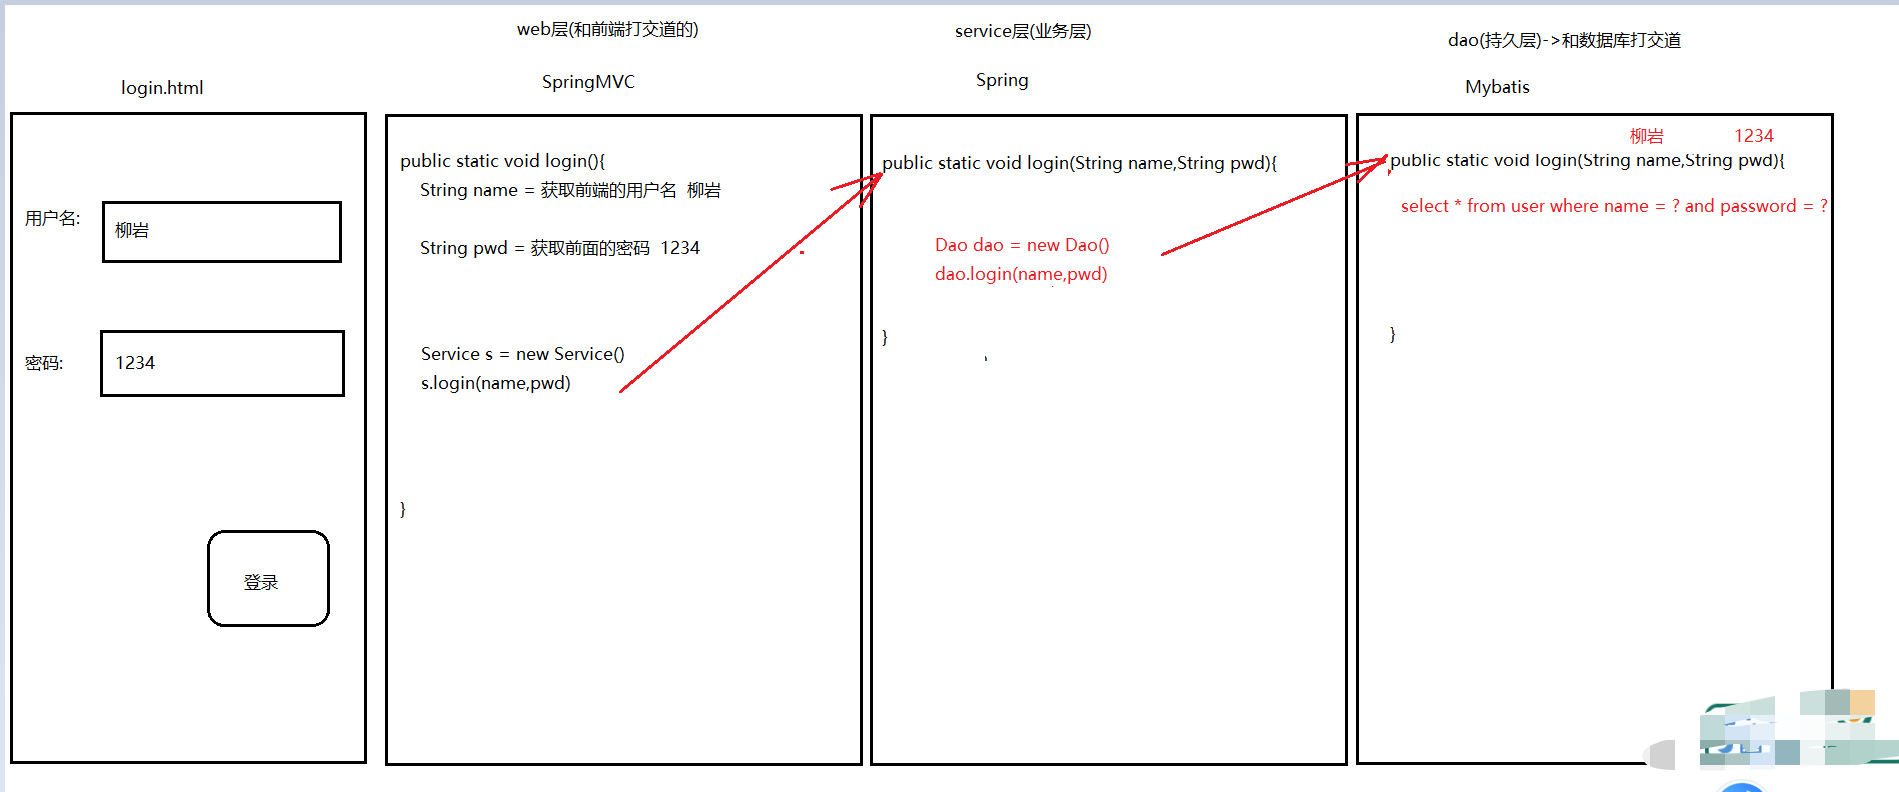 web层(和前端打交道的)
service层(业务层)
dao(持久层)->和数据库打交道
login.html
SpringMVC
Spring
Mybatis
用户名:
柳岩
密码:
1234
登录
public static void login(){
String name = 获取前端的用户名 柳岩
String pwd = 获取前面的密码 1234
Service s = new Service()
s.login(name,pwd)
}
public static void login(String name,String pwd){
Dao dao = new Dao()
dao.login(name,pwd)
}
柳岩 1234
public static void login(String name,String pwd){
select * from user where name = ? and password = ?
}